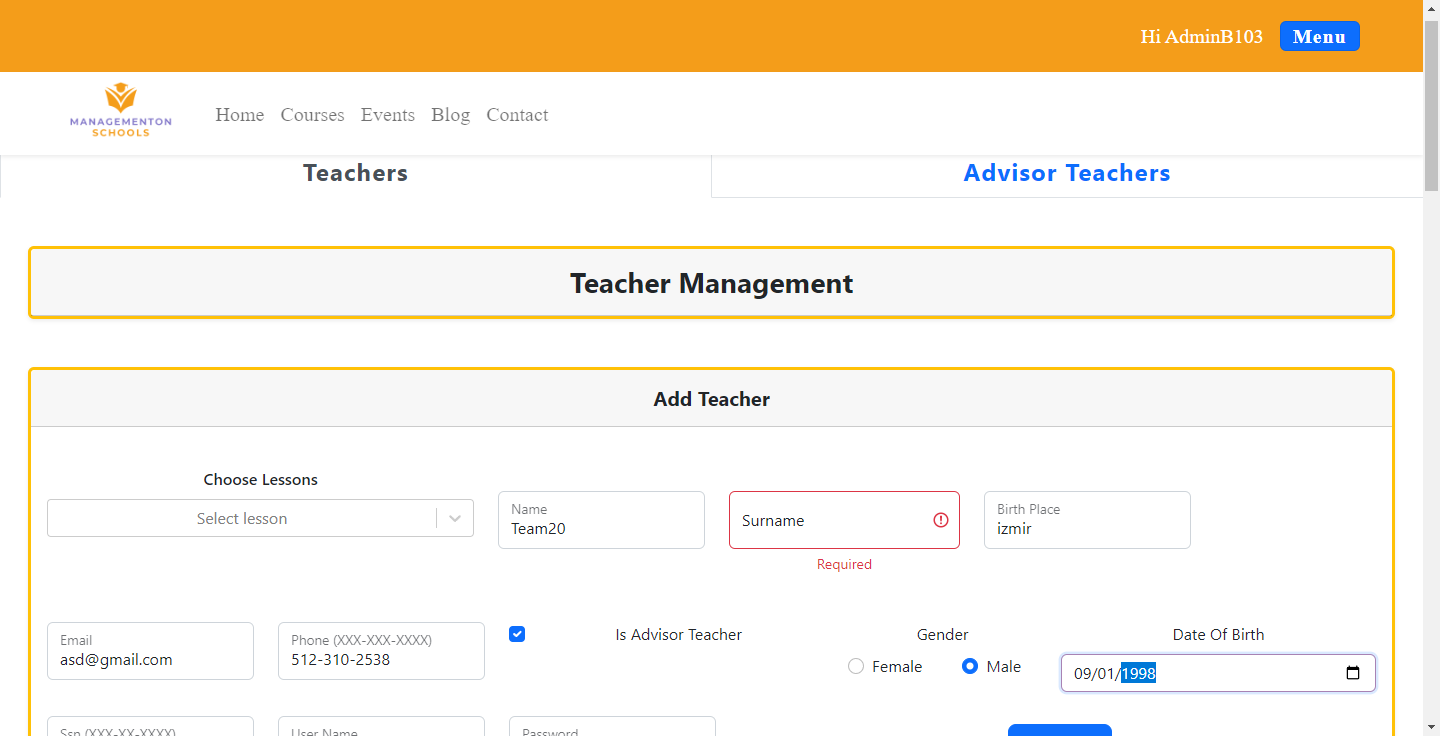 Hi AdminB103 Menu
MANAGEMENTON
SCHOOLS
Home Courses Events Blog Contact
Teachers Advisor Teachers
Teacher Management
Add Teacher
Choose Lessons
Select lesson
Name
Team20
Surname
Required
Birth Place
izmir
Email
asd@gmail.com
Phone (XXX-XXX-XXXX)
512-310-2538
Is Advisor Teacher
Gender
Female Male
Date Of Birth
09/01/1998
Ssn (XXX-XX-XXXX) User Name Password